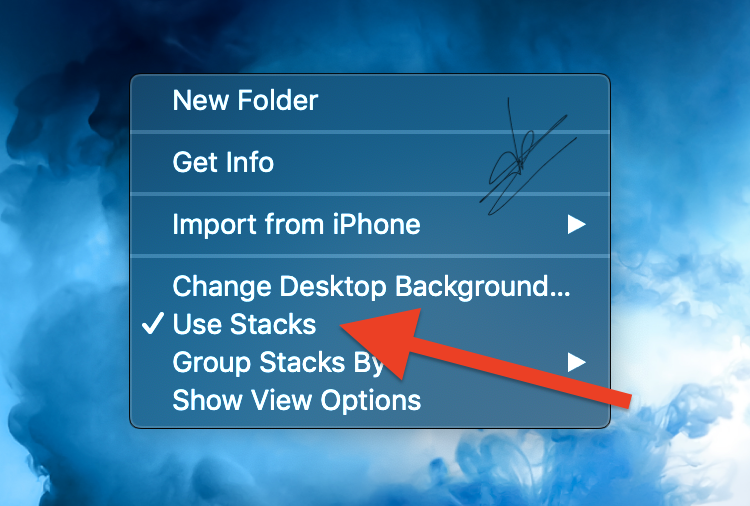 New Folder
Get Info
Import from iPhone
Change Desktop Background...
✓ Use Stacks
Group Stacks By
Show View Options